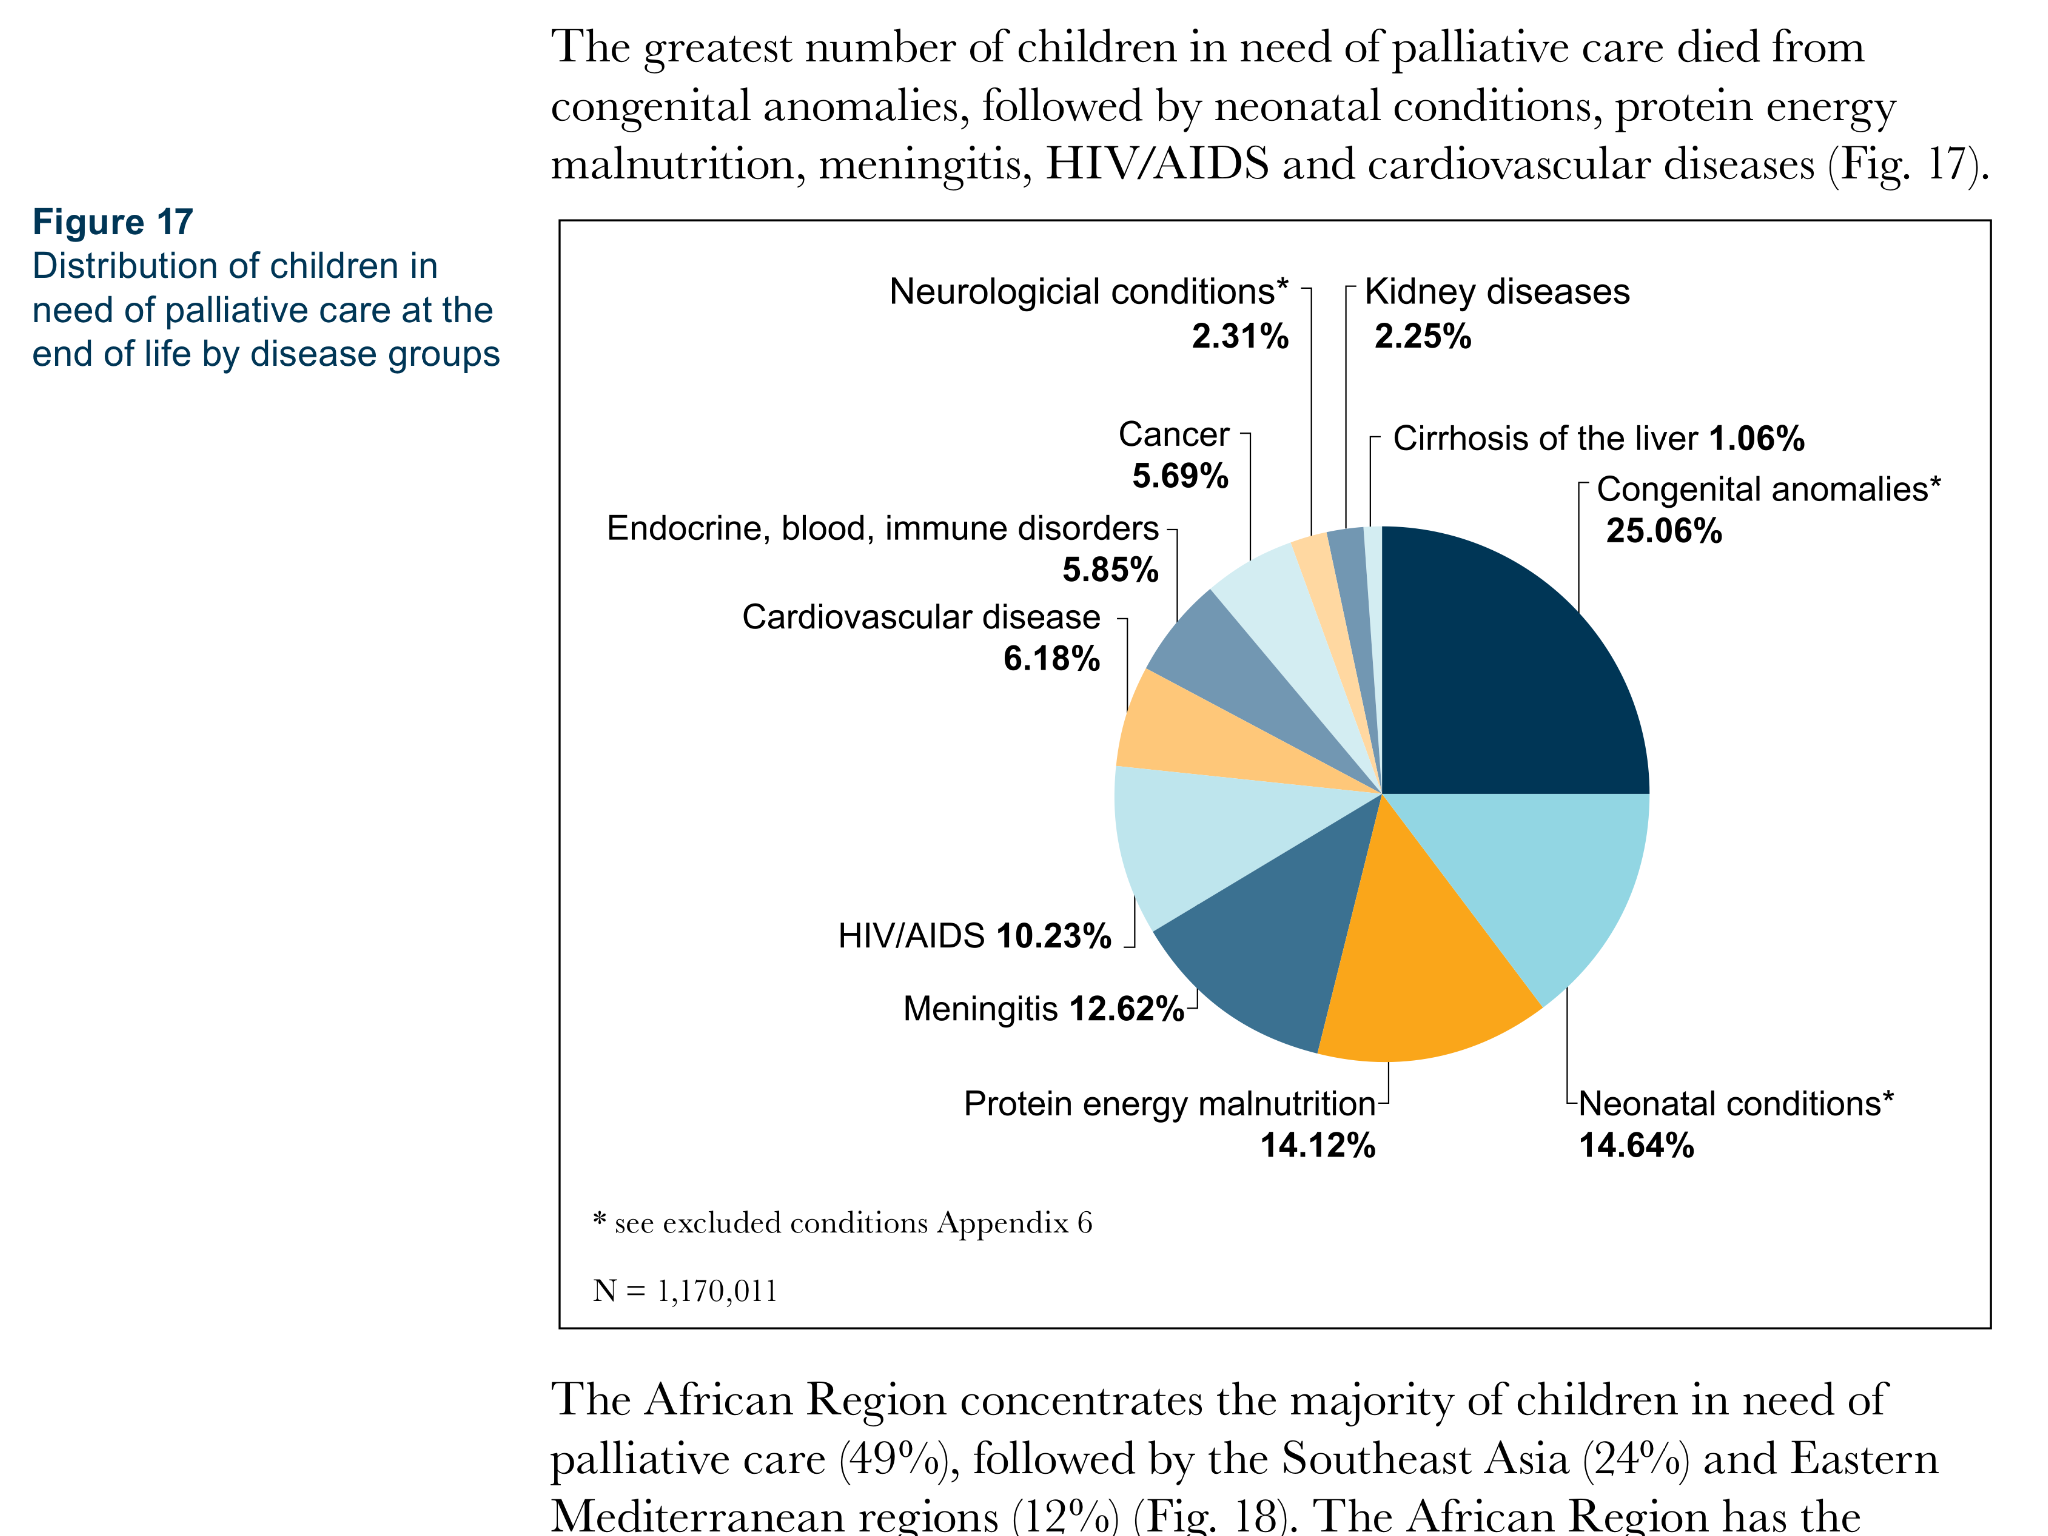 The greatest number of children in need of palliative care died from
congenital anomalies, followed by neonatal conditions, protein energy
malnutrition, meningitis, HIV/AIDS and cardiovascular diseases (Fig. 17).
Figure 17
Distribution of children in
need of palliative care at the
end of life by disease groups
Neurologicial conditions*
2.31%
Kidney diseases
2.25%
Cancer
5.69%
Cirrhosis of the liver 1.06%
Congenital anomalies*
25.06%
Endocrine, blood, immune disorders
5.85%
Cardiovascular disease
6.18%
HIV/AIDS 10.23%
Meningitis 12.62%
Protein energy malnutrition
14.12%
Neonatal conditions*
14.64%
* see excluded conditions Appendix 6
N = 1,170,011
The African Region concentrates the majority of children in need of
palliative care (49%), followed by the Southeast Asia (24%) and Eastern
Mediterranean regions (12%) (Fig. 18). The African Region has the